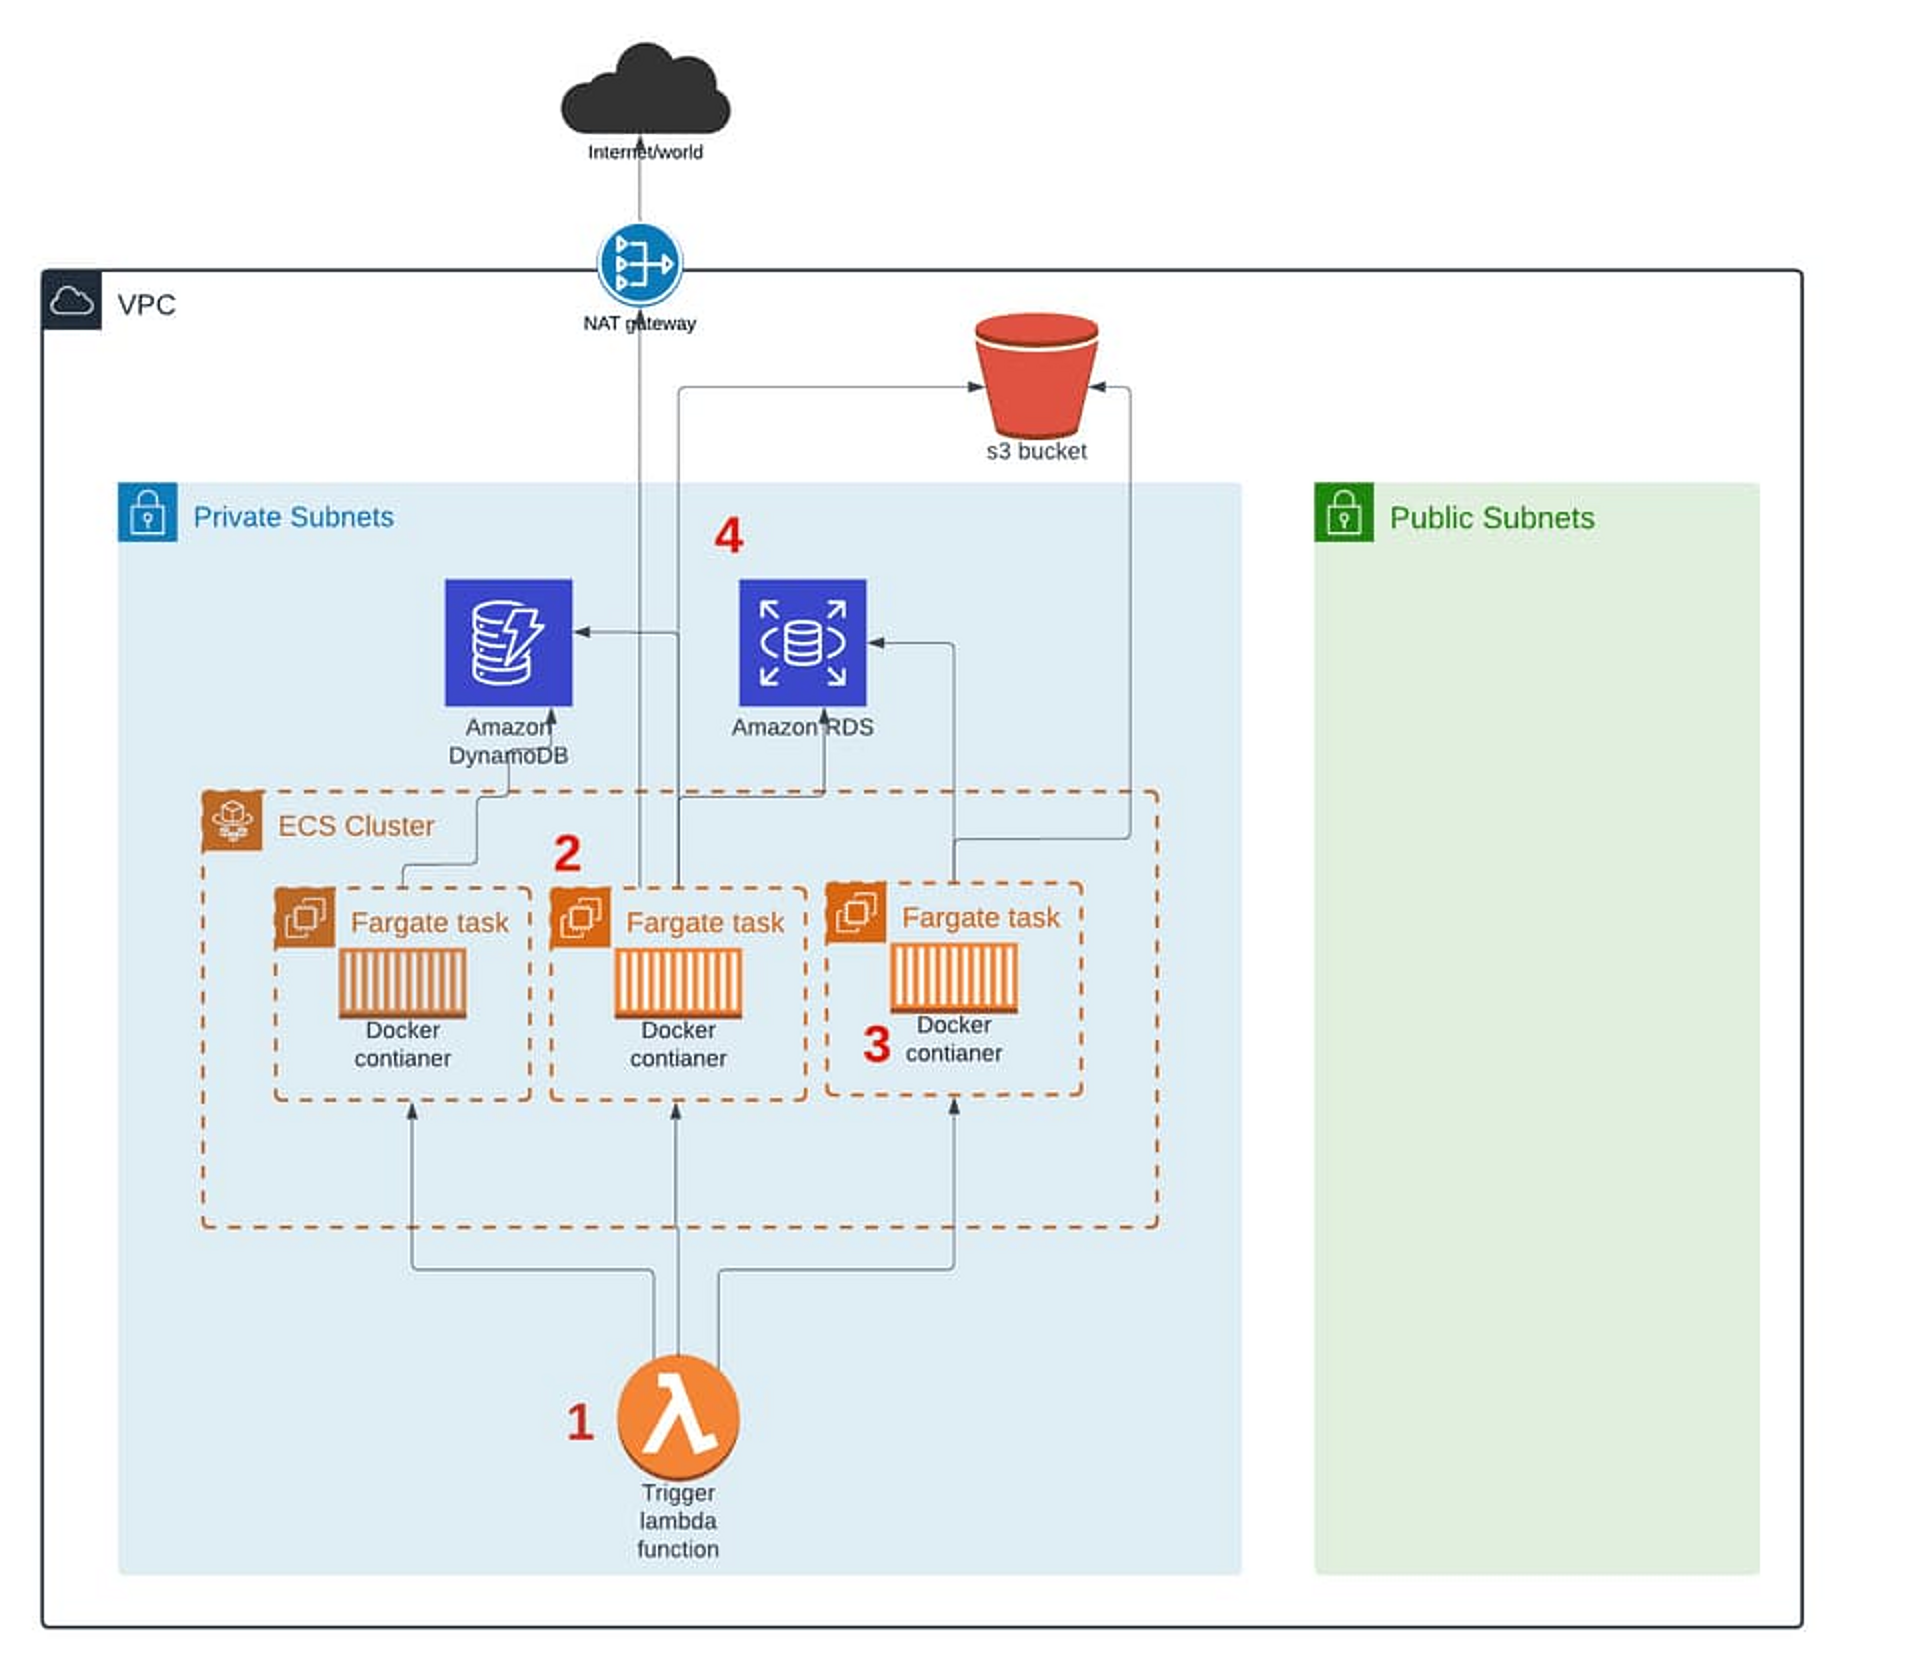 Internet/world
VPC
NAT gateway
s3 bucket
Private Subnets
Public Subnets
4
Amazon
DynamoDB
Amazon RDS
ECS Cluster
2
Fargate task
Fargate task
Fargate task
Docker
contianer
Docker
contianer
3
Docker
contianer
1
Trigger
lambda
function